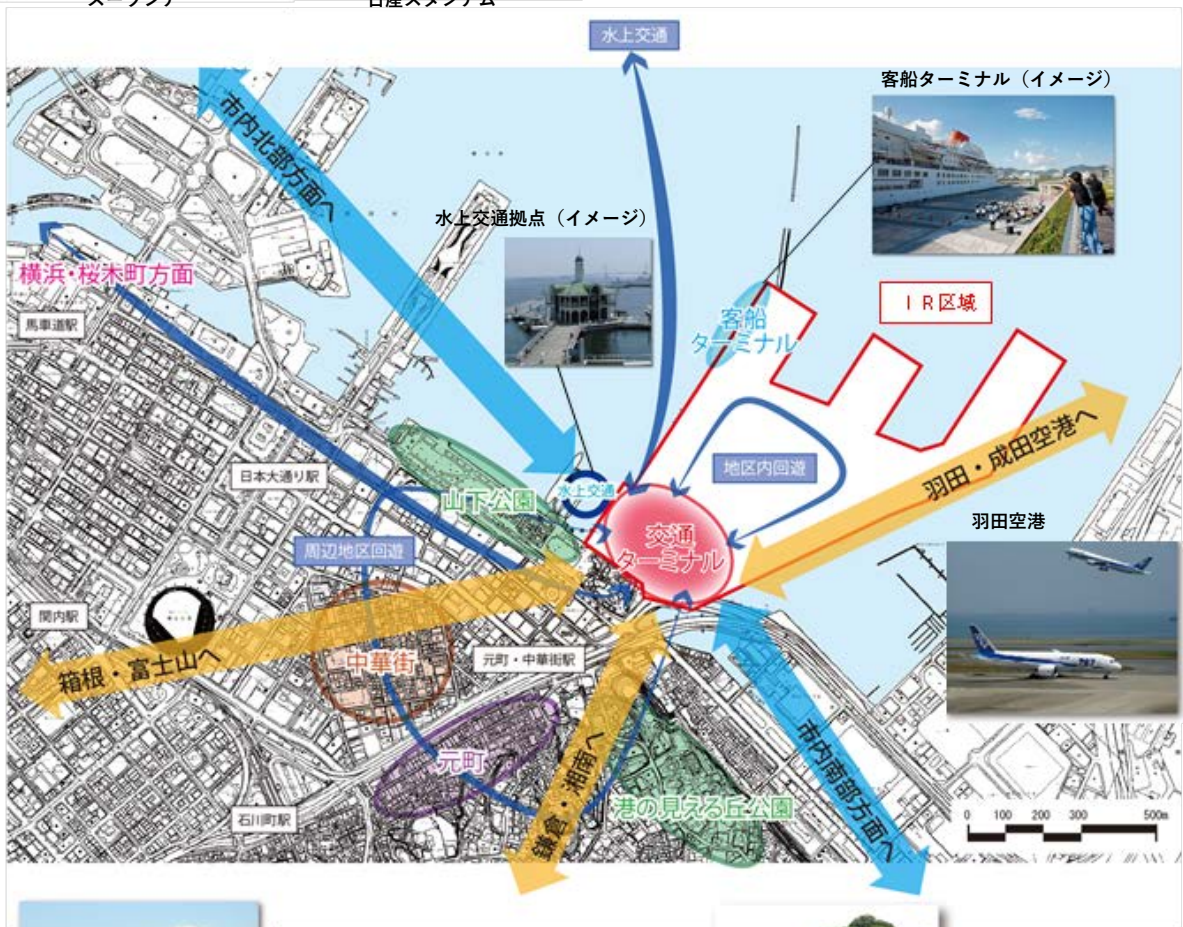 日産スタジアム
水上交通
客船ターミナル（イメージ）
市内北部方面へ
水上交通拠点（イメージ）
横浜・桜木町方面
馬車道駅
客船
ターミナル
ＩＲ区域
日本大通り駅
山下公園
水上交通
地区内回遊
羽田・成田空港へ
交通
ターミナル
羽田空港
周辺地区回遊
関内駅
箱根・富士山へ
中華街
元町・中華街駅
元町
鎌倉・湘南へ
港の見える丘公園
市内南部方面へ
石川町駅
0 100 200 300 500m